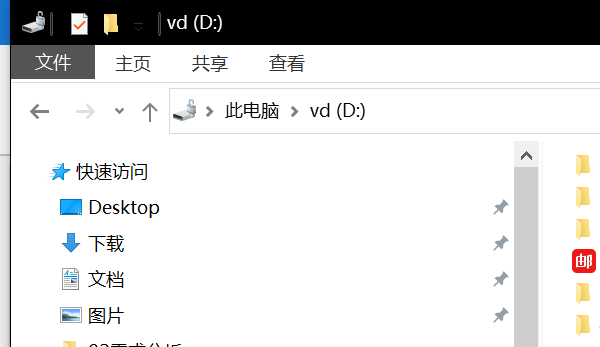 vd (D:)
文件 主页 共享 查看
此电脑 vd (D:)
快速访问
Desktop
下载
邮
文档
图片